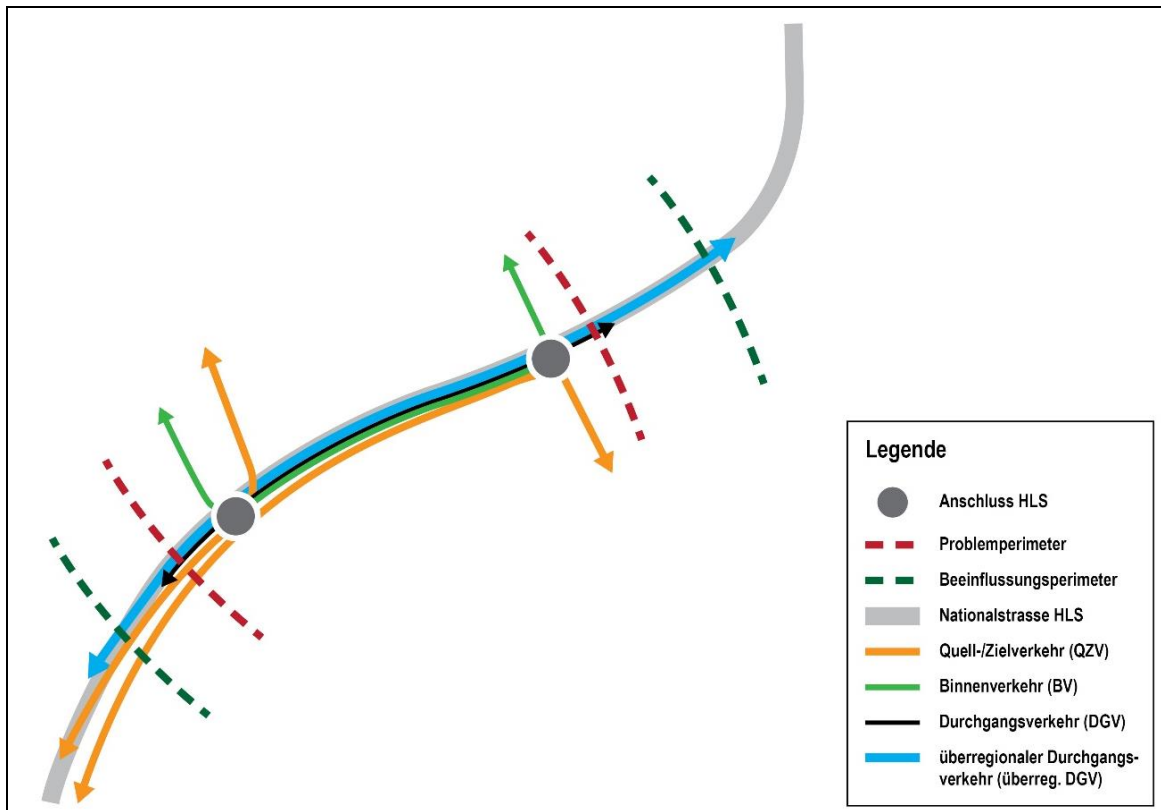 Legende
Anschluss HLS
Problemperimeter
Beeinflussungsperimeter
Nationalstrasse HLS
Quell-/Zielverkehr (QZV)
Binnenverkehr (BV)
Durchgangsverkehr (DGV)
überregionaler Durchgangs-
verkehr (überreg. DGV)